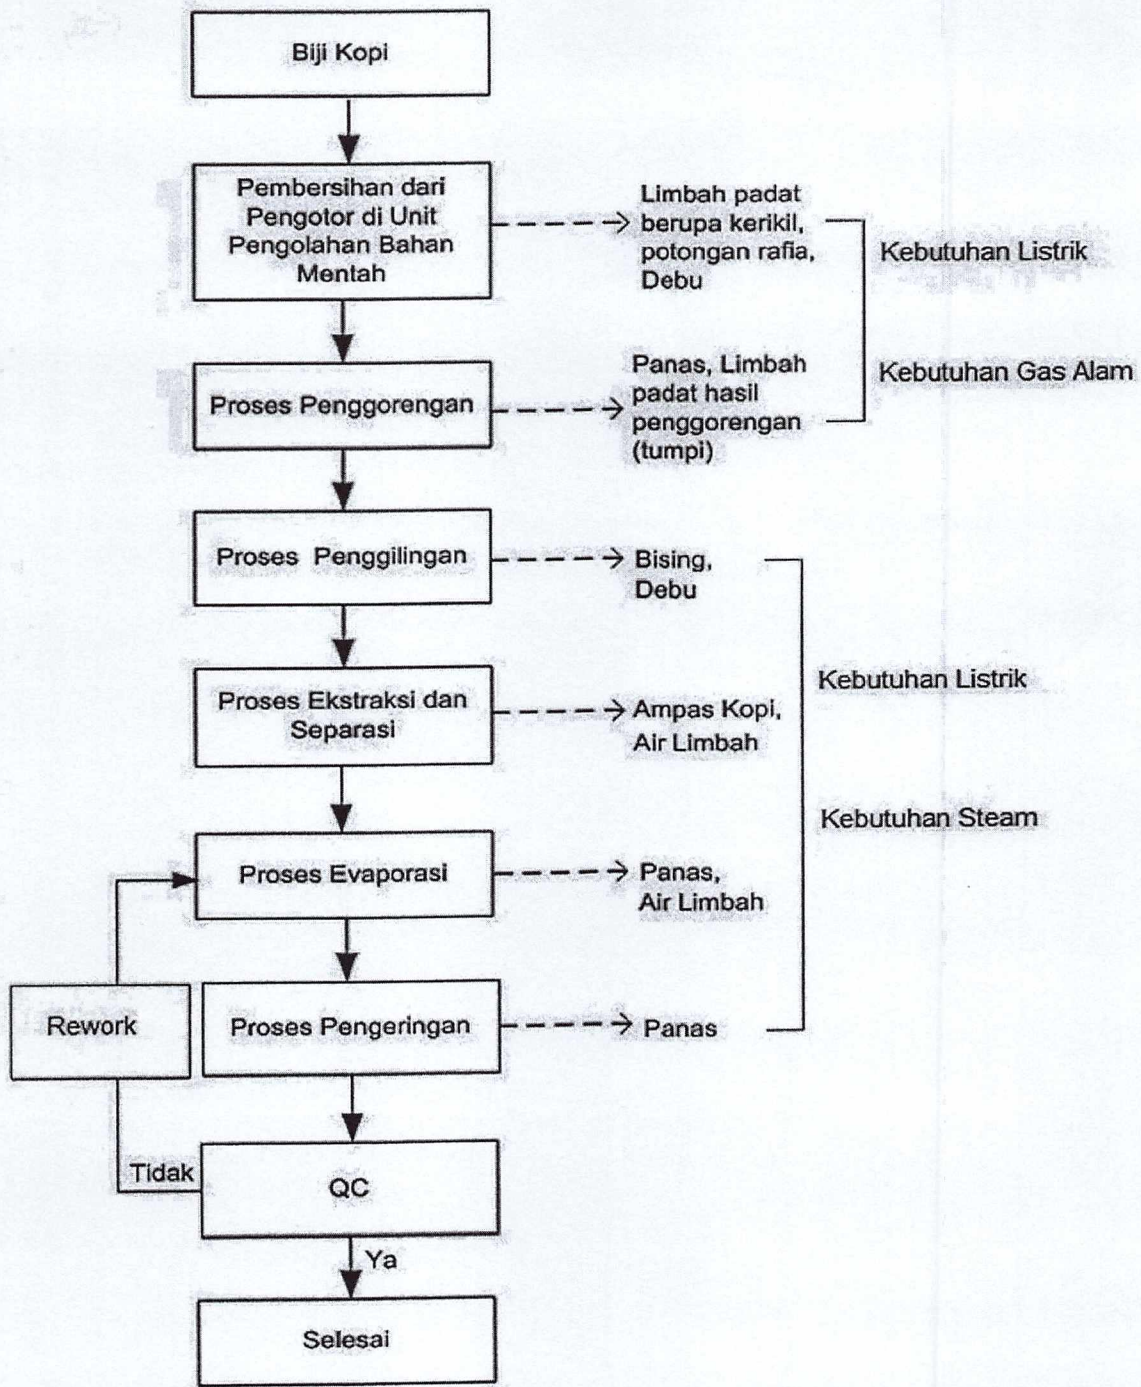 Biji Kopi
Pembersihan dari
Pengotor di Unit
Pengolahan Bahan
Mentah
Limbah padat
berupa kerikil,
potongan rafia,
Debu
Kebutuhan Listrik
Proses Penggorengan
Panas, Limbah
padat hasil
penggorengan
(tumpi)
Kebutuhan Gas Alam
Proses Penggilingan
Bising,
Debu
Proses Ekstraksi dan
Separasi
Ampas Kopi,
Air Limbah
Kebutuhan Listrik
Kebutuhan Steam
Proses Evaporasi
Panas,
Air Limbah
Rework
Proses Pengeringan
Panas
Tidak
QC
Ya
Selesai